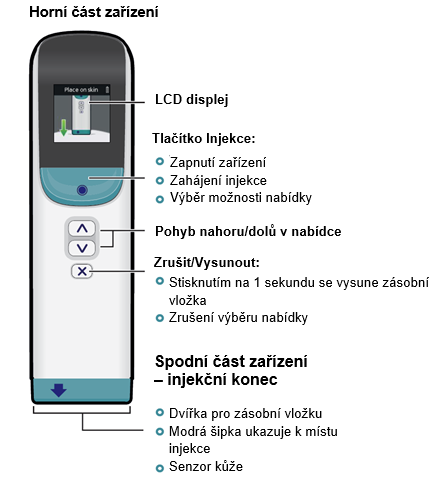 Horní část zařízení
Place on skin
LCD displej
Tlačítko Injekce:
Zapnutí zařízení
Zahájení injekce
Výběr možnosti nabídky
Pohyb nahoru/dolů v nabídce
Zrušit/Vysunout:
Stisknutím na 1 sekundu se vysune zásobní
vložka
Zrušení výběru nabídky
Spodní část zařízení
– injekční konec
Dvířka pro zásobní vložku
Modrá šipka ukazuje k místu
injekce
Senzor kůže